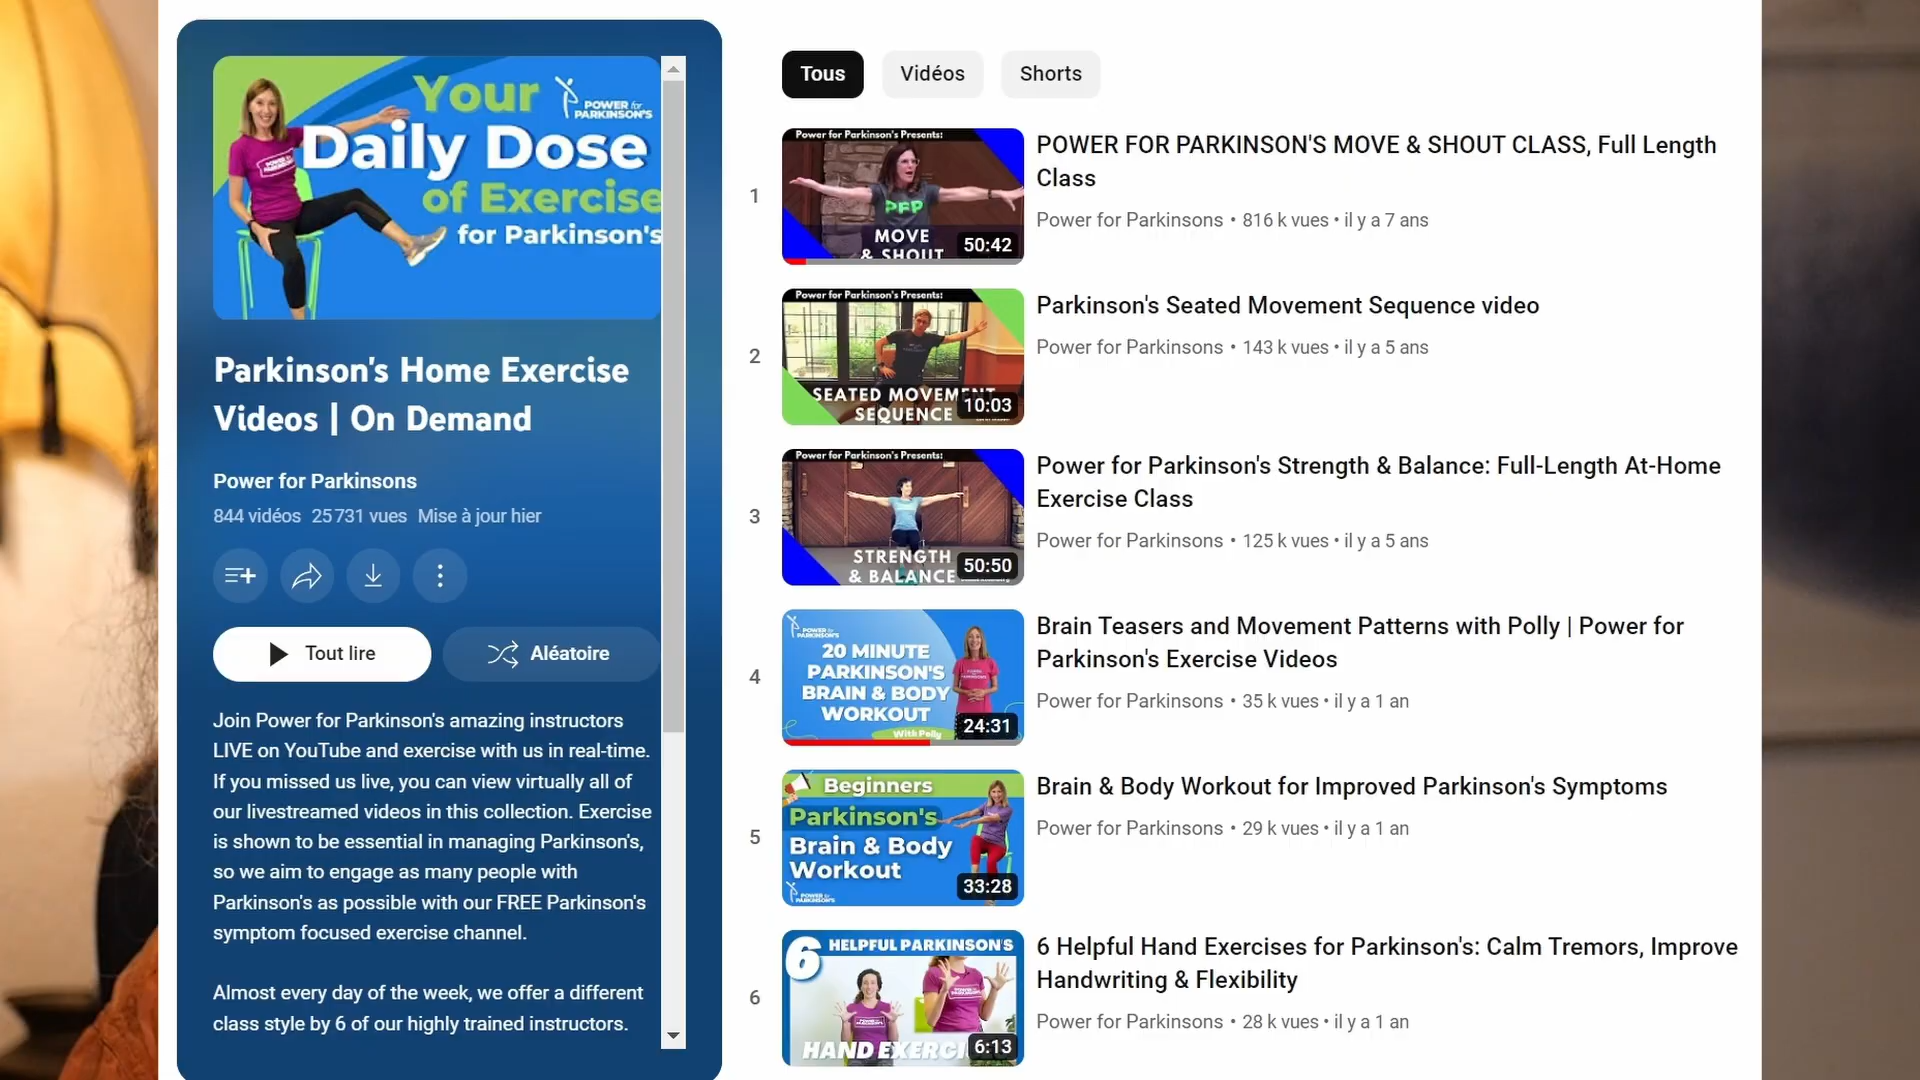 Your
POWER for
PARKINSON'S
Daily Dose
of Exercise
for Parkinson's
Parkinson's Home Exercise
Videos | On Demand
Power for Parkinsons
844 vidéos 25 731 vues Mise à jour hier
Tout lire
Aléatoire
Join Power for Parkinson's amazing instructors
LIVE on YouTube and exercise with us in real-time.
If you missed us live, you can view virtually all of
our livestreamed videos in this collection. Exercise
is shown to be essential in managing Parkinson's,
so we aim to engage as many people with
Parkinson's as possible with our FREE Parkinson's
symptom focused exercise channel.
Almost every day of the week, we offer a different
class style by 6 of our highly trained instructors.
Tous
Vidéos
Shorts
1
Power for Parkinson's Presents:
PFP
MOVE
& SHOUT
50:42
POWER FOR PARKINSON'S MOVE & SHOUT CLASS, Full Length
Class
Power for Parkinsons • 816 k vues • il y a 7 ans
2
Power for Parkinson's Presents:
SEATED MOVEMENT
SEQUENCE
10:03
Parkinson's Seated Movement Sequence video
Power for Parkinsons • 143 k vues • il y a 5 ans
3
Power for Parkinson's Presents:
STRENGTH
& BALANCE
50:50
Power for Parkinson's Strength & Balance: Full-Length At-Home
Exercise Class
Power for Parkinsons • 125 k vues • il y a 5 ans
4
POWER for
PARKINSON'S
20 MINUTE
PARKINSON'S
BRAIN & BODY
WORKOUT
With Polly
24:31
Brain Teasers and Movement Patterns with Polly | Power for
Parkinson's Exercise Videos
Power for Parkinsons • 35 k vues • il y a 1 an
5
Beginners
Parkinson's
Brain & Body
Workout
POWER for
PARKINSON'S
33:28
Brain & Body Workout for Improved Parkinson's Symptoms
Power for Parkinsons • 29 k vues • il y a 1 an
6
6 HELPFUL PARKINSON'S
HAND EXERCI
6:13
6 Helpful Hand Exercises for Parkinson's: Calm Tremors, Improve
Handwriting & Flexibility
Power for Parkinsons • 28 k vues • il y a 1 an